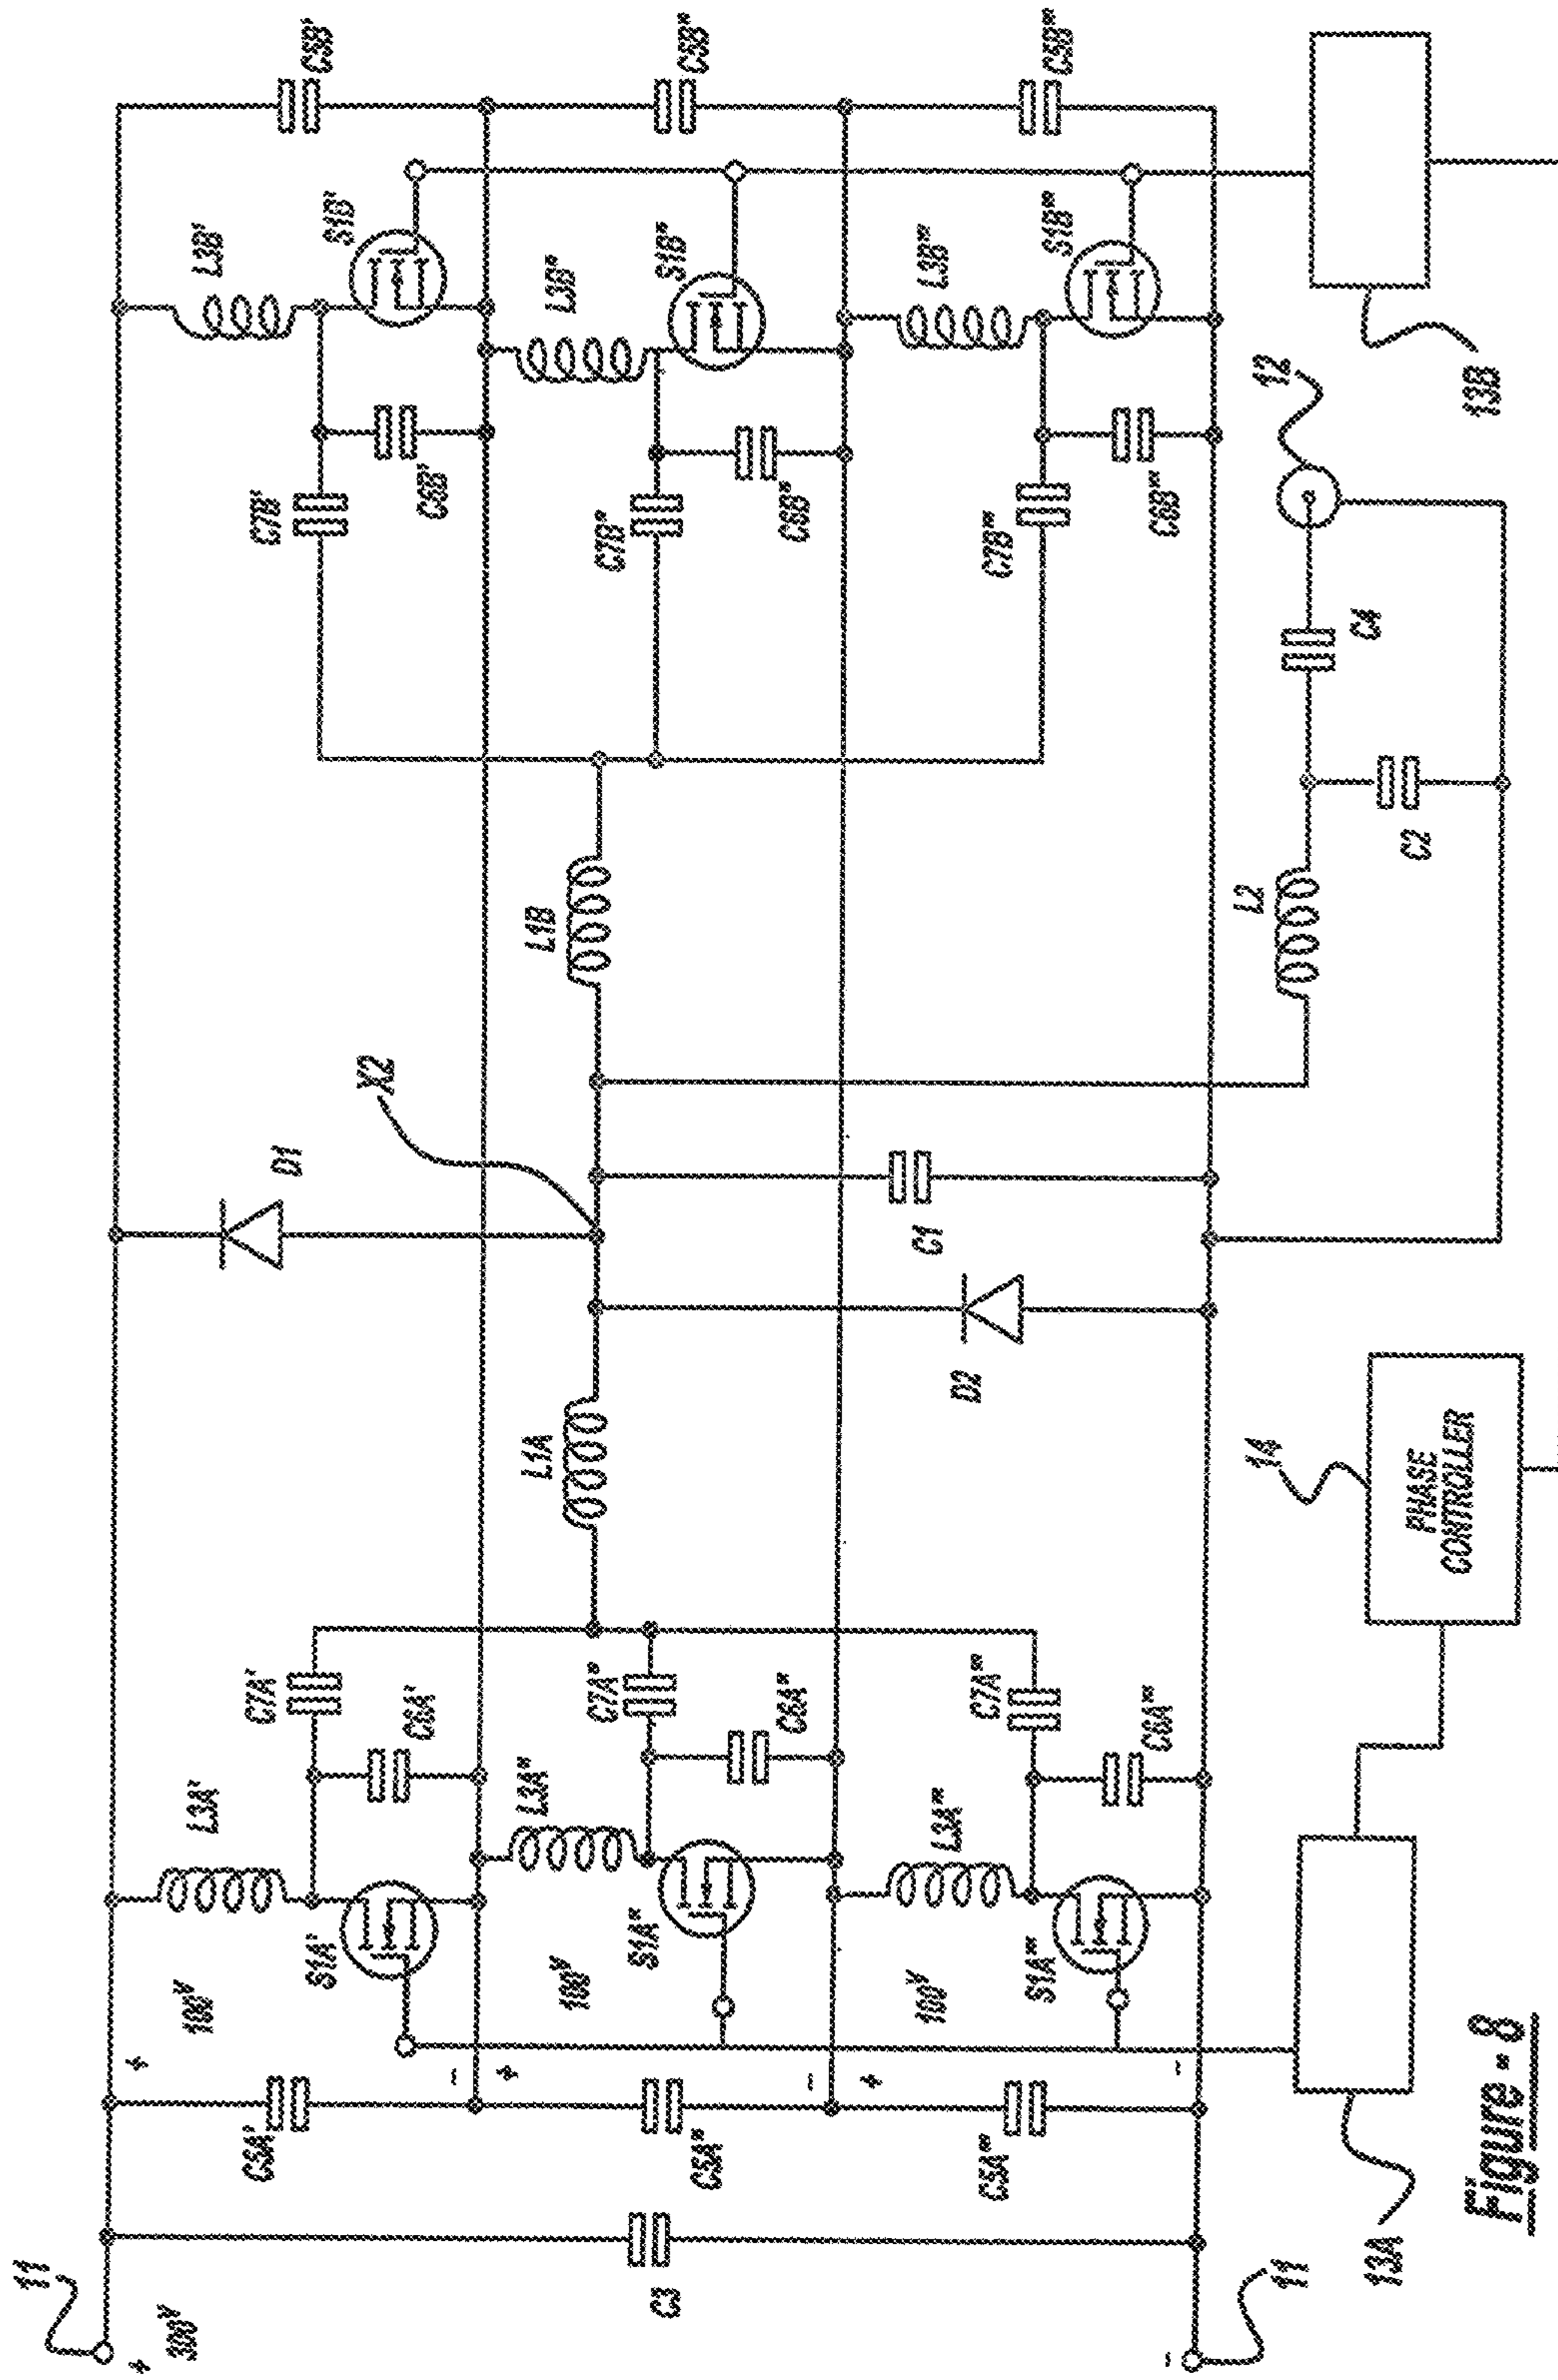 11
+
300V
-
11
C3
C5A'
C5A"
C5A"'
+
-
+
-
+
-
100V
100V
100V
S1A'
S1A"
S1A"'
L3A'
L3A"
L3A"'
C7A'
C6A'
C7A"
C6A"
C7A"'
C6A"'
L1A
D1
X2
D2
C1
L1B
L2
C2
C4
12
C7B'
C6B'
C7B"
C6B"
C7B"'
C6B"'
L3B'
L3B"
L3B"'
S1B'
S1B"
S1B"'
C5B'
C5B"
C5B"'
13A
14
PHASE
CONTROLLER
13B
Figure - 8